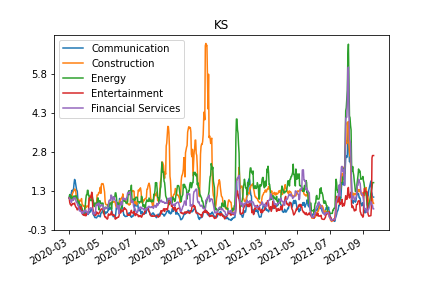 KS
Communication
Construction
Energy
Entertainment
Financial Services
5.8
4.3
2.8
1.3
-0.3
2020-03
2020-05
2020-07
2020-09
2020-11
2021-01
2021-03
2021-05
2021-07
2021-09